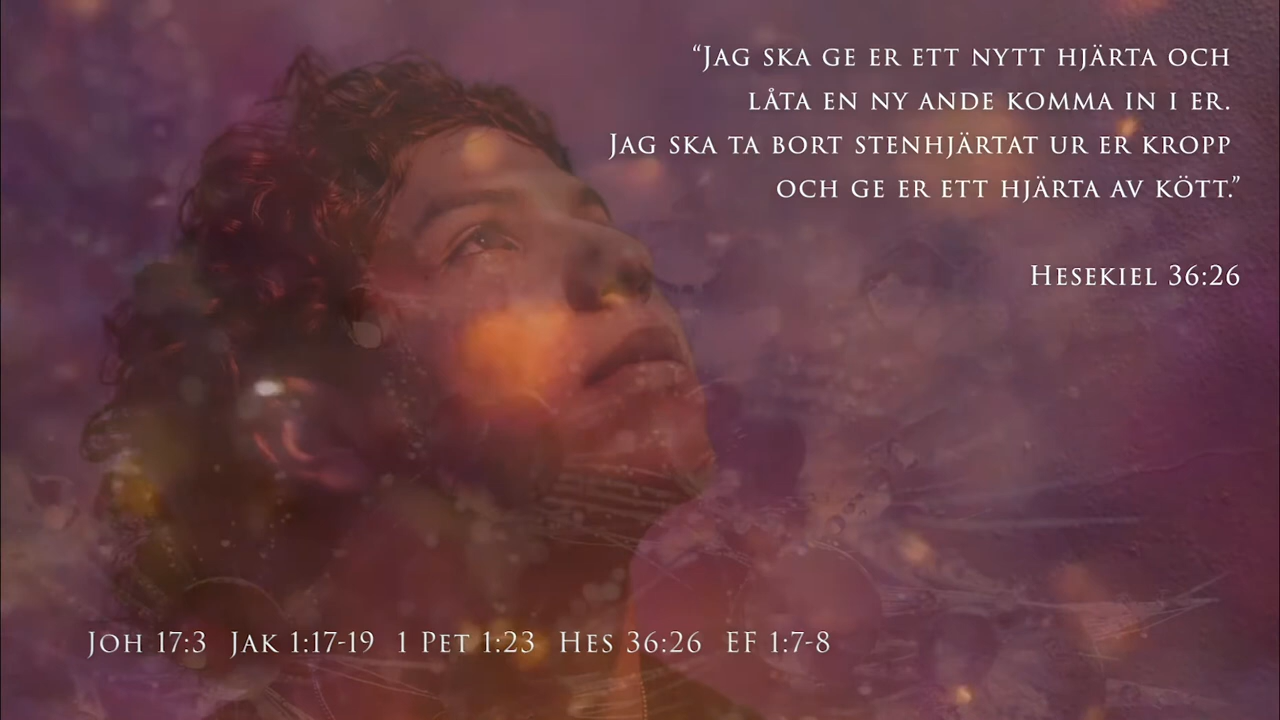 “Jag ska ge er ett nytt hjärta och
låta en ny ande komma in i er.
Jag ska ta bort stenhjärtat ur er kropp
och ge er ett hjärta av kött.”
Hesekiel 36:26
Joh 17:3 Jak 1:17-19 1 Pet 1:23 Hes 36:26 EF 1:7-8